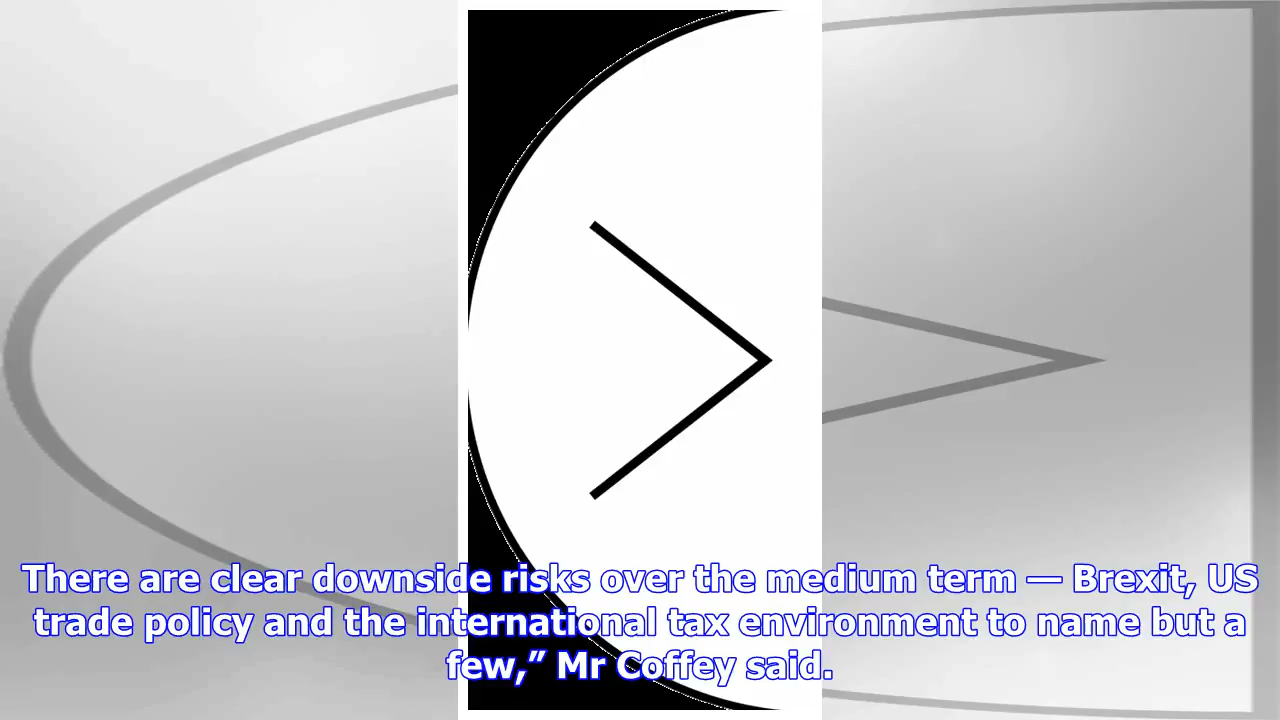 There are clear downside risks over the medium term — Brexit, US
trade policy and the international tax environment to name but a
few,” Mr Coffey said.